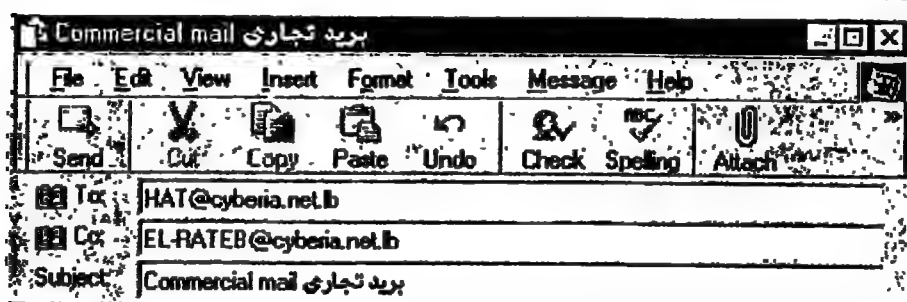 Commercial mail بريد تجاري
File Edit View Insert Format Tools Message Help
Send Cut Copy Paste Undo Check Spelling Attach »
To: HAT@cyberia.net.lb
Cc: EL-RATEB@cyberia.net.lb
Subject: Commercial mail بريد تجاري